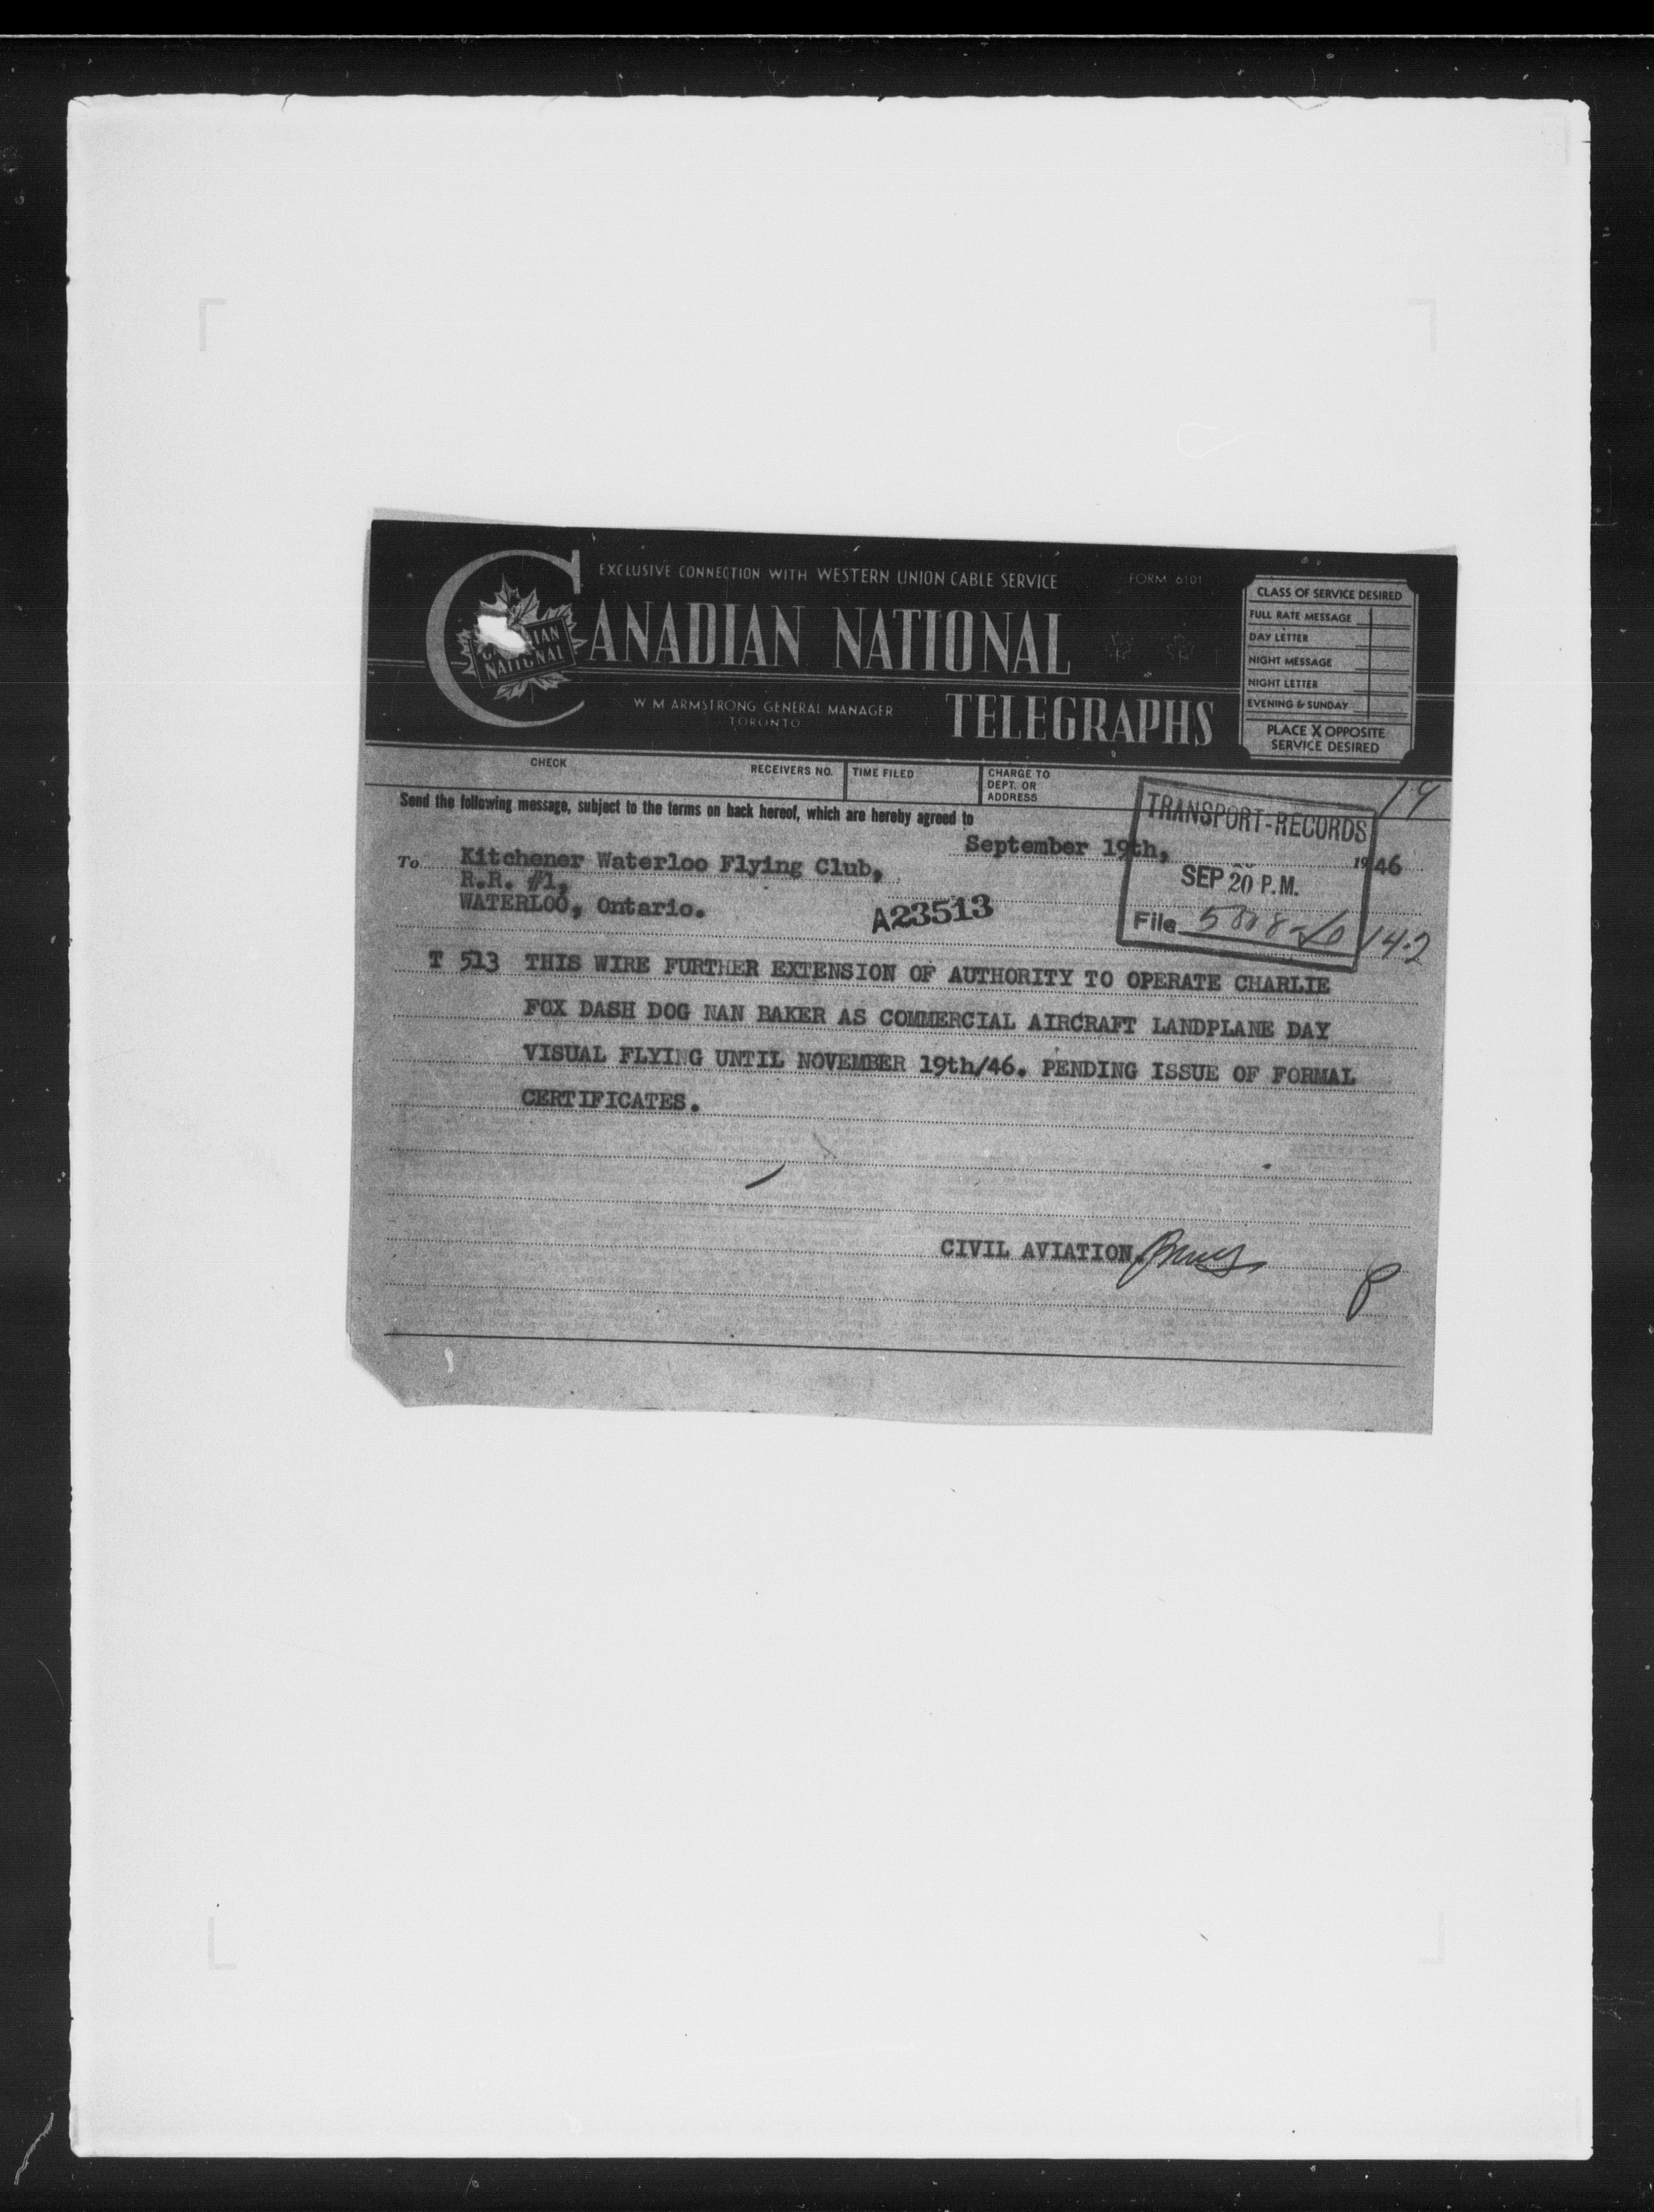 EXCLUSIVE CONNECTION WITH WESTERN UNION CABLE SERVICE
FORM 6101
CANADIAN NATIONAL
TELEGRAPHS
NATIONAL
W M ARMSTRONG GENERAL MANAGER
TORONTO
CLASS OF SERVICE DESIRED
FULL RATE MESSAGE
DAY LETTER
NIGHT MESSAGE
NIGHT LETTER
EVENING & SUNDAY
PLACE X OPPOSITE
SERVICE DESIRED
CHECK
RECEIVERS NO.
TIME FILED
CHARGE TO
DEPT. OR
ADDRESS
19
Send the following message, subject to the terms on back hereof, which are hereby agreed to
TRANSPORT-RECORDS
SEP 20 P.M.
File
14-2
September 19th, 1946
To Kitchener Waterloo Flying Club,
R.R. #1,
WATERLOO, Ontario.
A23513
T 513 THIS WIRE FURTHER EXTENSION OF AUTHORITY TO OPERATE CHARLIE
FOX DASH DOG NAN BAKER AS COMMERCIAL AIRCRAFT LANDPLANE DAY
VISUAL FLYING UNTIL NOVEMBER 19th/46. PENDING ISSUE OF FORMAL
CERTIFICATES.
CIVIL AVIATION.